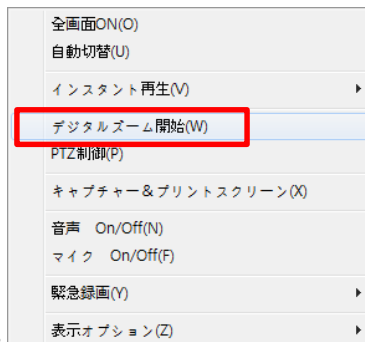 全画面ON(O)
自動切替(U)
インスタント再生(V)
デジタルズーム開始(W)
PTZ制御(P)
キャプチャー＆プリントスクリーン(X)
音声　On/Off(N)
マイク　On/Off(F)
緊急録画(Y)
表示オプション(Z)